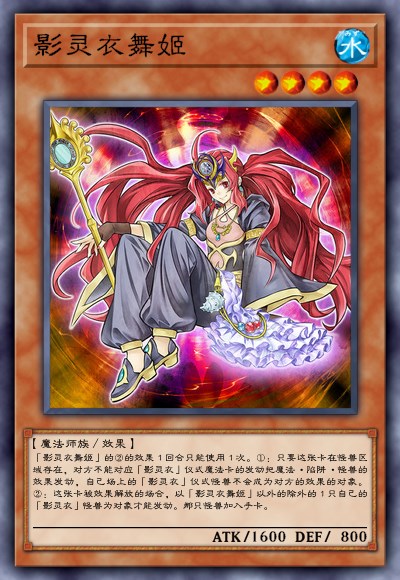 影灵衣舞姬
水
【魔法师族／效果】
「影灵衣舞姬」的②的效果1回合只能使用1次。①：只要这张卡在怪兽区
域存在，对方不能对应「影灵衣」仪式魔法卡的发动把魔法·陷阱·怪兽的
效果发动，自己场上的「影灵衣」仪式怪兽不会成为对方的效果的对象。
②：这张卡被效果解放的场合，以「影灵衣舞姬」以外的除外的1只自己的
「影灵衣」怪兽为对象才能发动。那只怪兽加入手卡。
ATK/1600 DEF/ 800